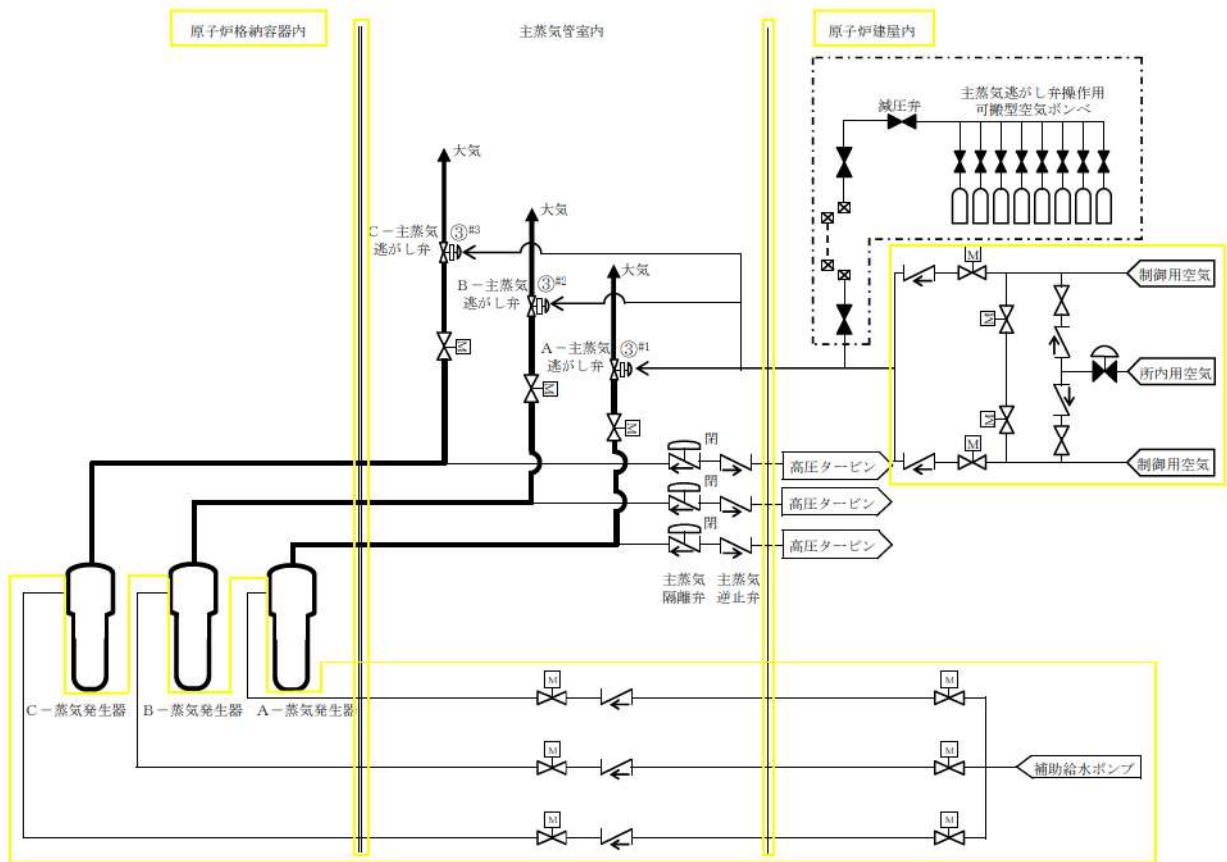 原子炉格納容器内
主蒸気管室内
原子炉建屋内
主蒸気逃がし弁操作用
可搬型空気ボンベ
減圧弁
大気
大気
大気
C－主蒸気
逃がし弁
③#3
B－主蒸気
逃がし弁
③#2
A－主蒸気
逃がし弁
③#1
M
M
M
M
制御用空気
M
所内用空気
M
M
制御用空気
閉
高圧タービン
閉
高圧タービン
閉
高圧タービン
主蒸気
隔離弁
主蒸気
逆止弁
C－蒸気発生器
B－蒸気発生器
A－蒸気発生器
M
M
M
M
補助給水ポンプ
M
M